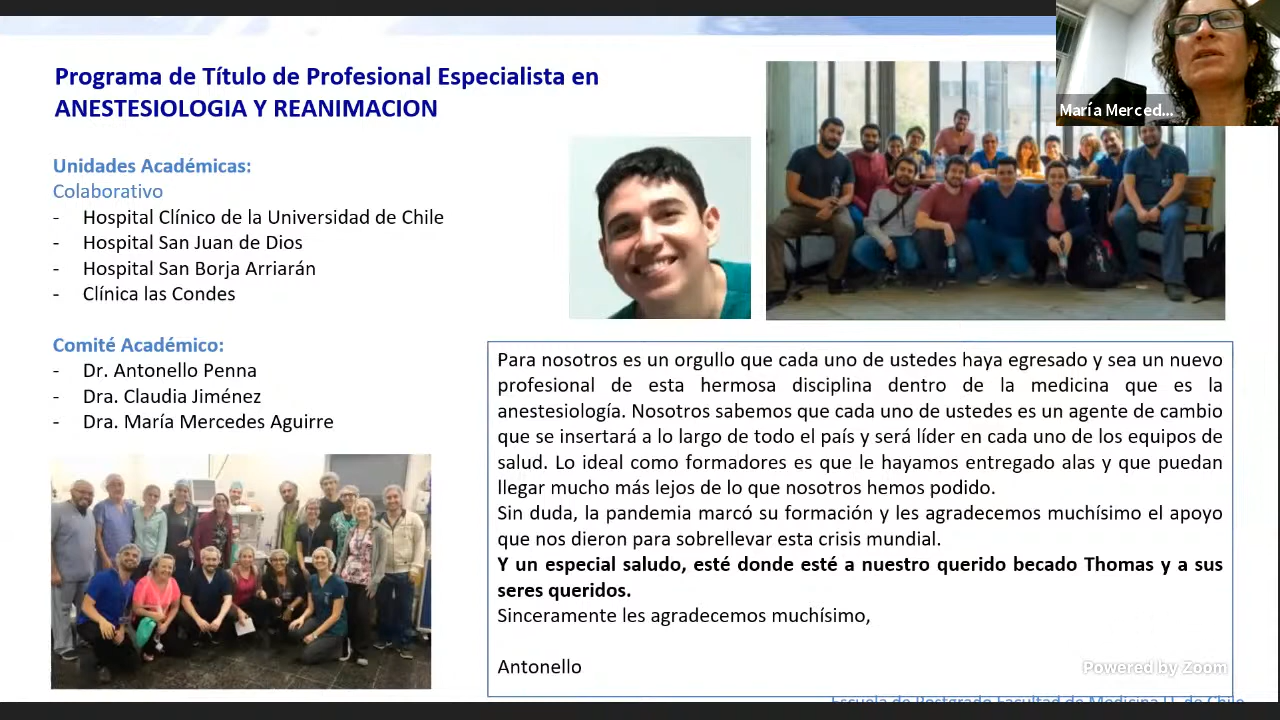 Programa de Título de Profesional Especialista en
ANESTESIOLOGIA Y REANIMACION
María Merced...
Unidades Académicas:
Colaborativo
- Hospital Clínico de la Universidad de Chile
- Hospital San Juan de Dios
- Hospital San Borja Arriarán
- Clínica las Condes
Comité Académico:
- Dr. Antonello Penna
- Dra. Claudia Jiménez
- Dra. María Mercedes Aguirre
Para nosotros es un orgullo que cada uno de ustedes haya egresado y sea un nuevo
profesional de esta hermosa disciplina dentro de la medicina que es la
anestesiología. Nosotros sabemos que cada uno de ustedes es un agente de cambio
que se insertará a lo largo de todo el país y será líder en cada uno de los equipos de
salud. Lo ideal como formadores es que le hayamos entregado alas y que puedan
llegar mucho más lejos de lo que nosotros hemos podido.
Sin duda, la pandemia marcó su formación y les agradecemos muchísimo el apoyo
que nos dieron para sobrellevar esta crisis mundial.
Y un especial saludo, esté donde esté a nuestro querido becado Thomas y a sus
seres queridos.
Sinceramente les agradecemos muchísimo,
Antonello
Powered by Zoom
Escuela de Postgrado Facultad de Medicina U. de Chile